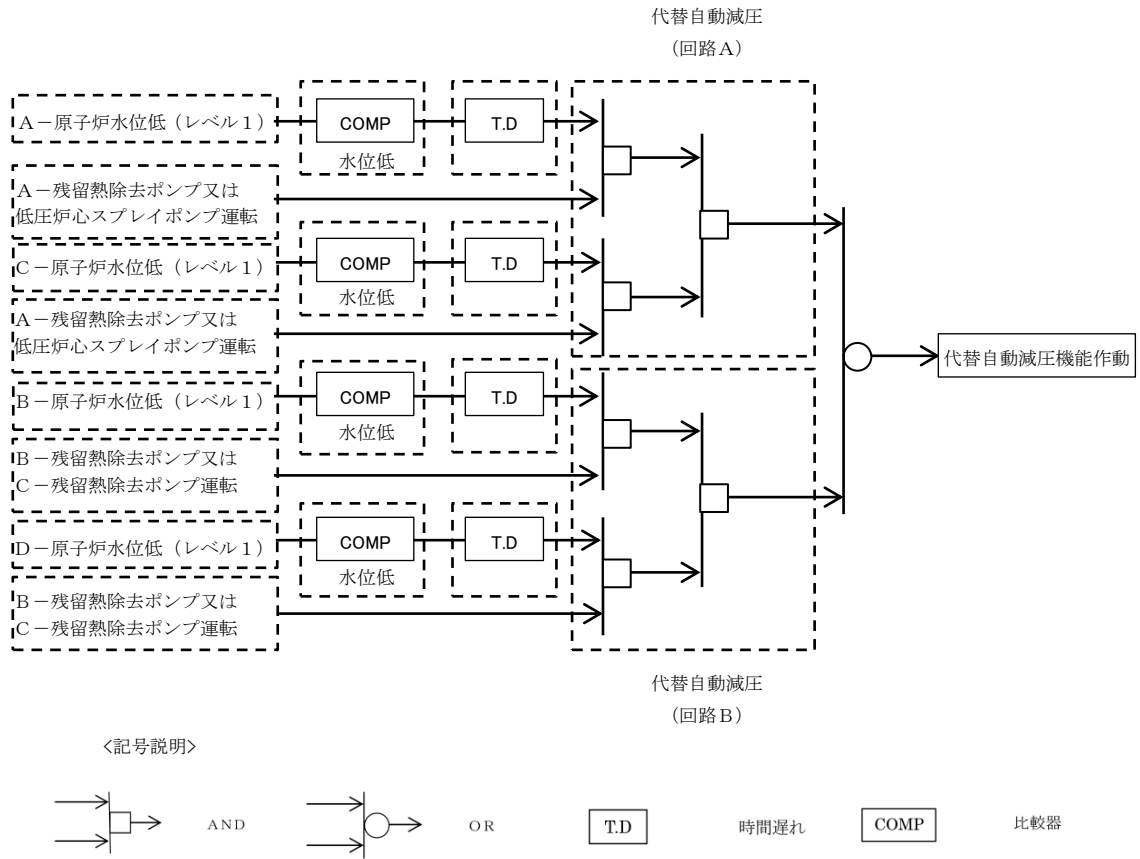 代替自動減圧
（回路A）
A－原子炉水位低（レベル１）
COMP
T.D
水位低
A－残留熱除去ポンプ又は
低圧炉心スプレイポンプ運転
C－原子炉水位低（レベル１）
COMP
T.D
水位低
A－残留熱除去ポンプ又は
低圧炉心スプレイポンプ運転
代替自動減圧機能作動
B－原子炉水位低（レベル１）
COMP
T.D
水位低
B－残留熱除去ポンプ又は
C－残留熱除去ポンプ運転
D－原子炉水位低（レベル１）
COMP
T.D
水位低
B－残留熱除去ポンプ又は
C－残留熱除去ポンプ運転
代替自動減圧
（回路B）
<記号説明>
AND
OR
T.D
時間遅れ
COMP
比較器